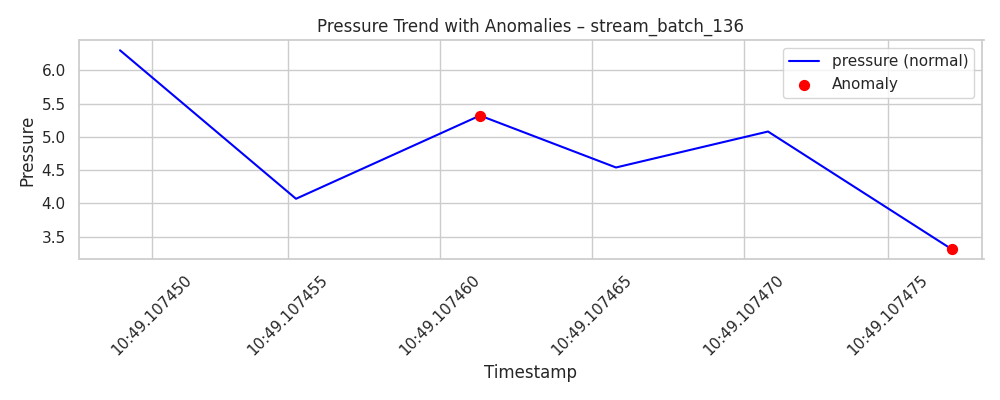 Pressure Trend with Anomalies – stream_batch_136
pressure (normal)
Anomaly
Pressure
6.0
5.5
5.0
4.5
4.0
3.5
10:49.107450
10:49.107455
10:49.107460
10:49.107465
10:49.107470
10:49.107475
Timestamp